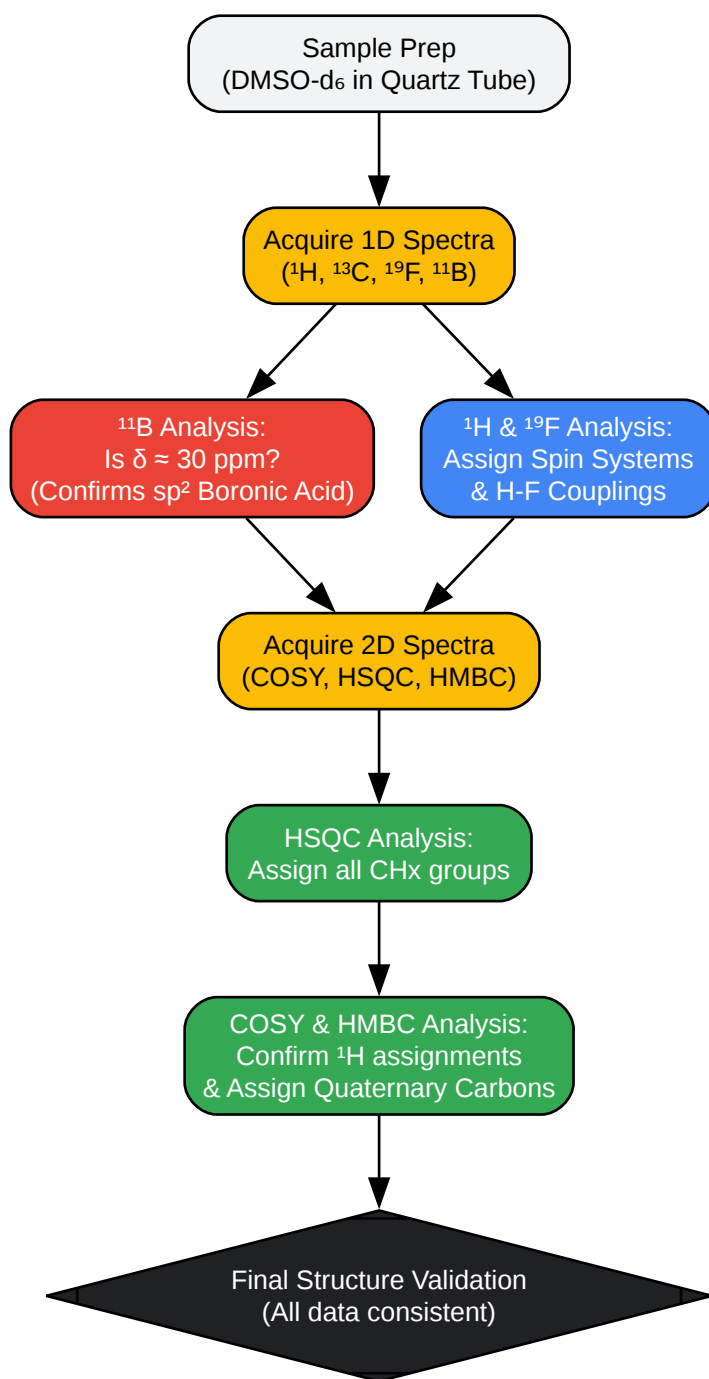 Sample Prep
(DMSO-d₆ in Quartz Tube)
Acquire 1D Spectra
(¹H, ¹³C, ¹⁹F, ¹¹B)
¹¹B Analysis:
Is δ ≈ 30 ppm?
(Confirms sp² Boronic Acid)
¹H & ¹⁹F Analysis:
Assign Spin Systems
& H-F Couplings
Acquire 2D Spectra
(COSY, HSQC, HMBC)
HSQC Analysis:
Assign all CHx groups
COSY & HMBC Analysis:
Confirm ¹H assignments
& Assign Quaternary Carbons
Final Structure Validation
(All data consistent)